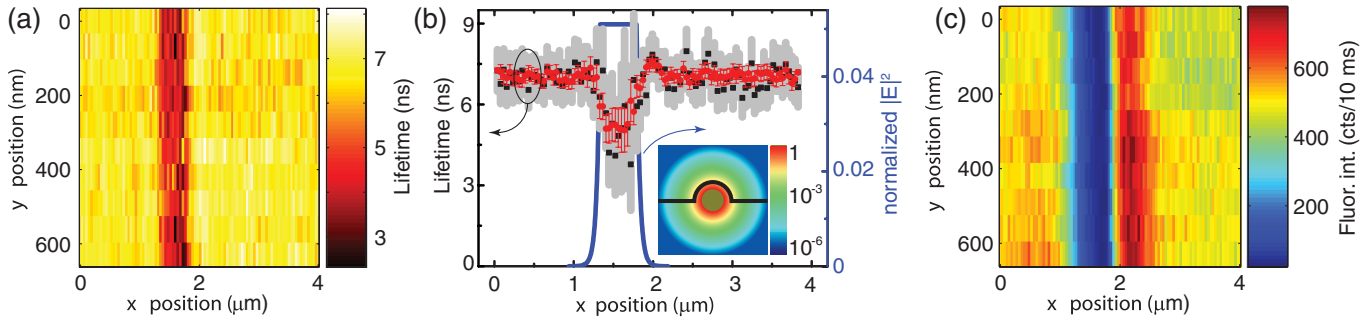 (a)
0
200
400
600
y position (nm)
0
2
4
x position (μm)
7
5
3
Lifetime (ns)
(b)
9
6
3
0
Lifetime (ns)
0
1
2
3
4
x position (μm)
0.04
0.02
0
normalized |E|²
1
10⁻³
10⁻⁶
(c)
0
200
400
600
y position (nm)
0
2
4
x position (μm)
600
400
200
Fluor. int. (cts/10 ms)